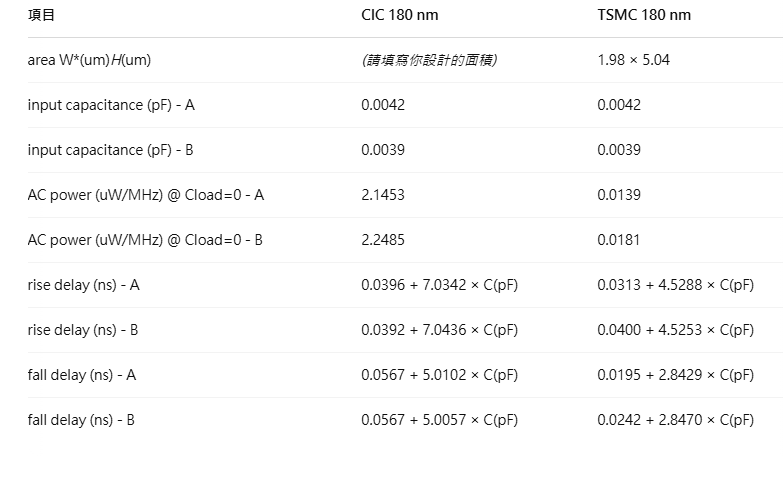 項目 CIC 180 nm TSMC 180 nm
area W*(um)H(um) (請填寫你設計的面積) 1.98 × 5.04
input capacitance (pF) - A 0.0042 0.0042
input capacitance (pF) - B 0.0039 0.0039
AC power (uW/MHz) @ Cload=0 - A 2.1453 0.0139
AC power (uW/MHz) @ Cload=0 - B 2.2485 0.0181
rise delay (ns) - A 0.0396 + 7.0342 × C(pF) 0.0313 + 4.5288 × C(pF)
rise delay (ns) - B 0.0392 + 7.0436 × C(pF) 0.0400 + 4.5253 × C(pF)
fall delay (ns) - A 0.0567 + 5.0102 × C(pF) 0.0195 + 2.8429 × C(pF)
fall delay (ns) - B 0.0567 + 5.0057 × C(pF) 0.0242 + 2.8470 × C(pF)